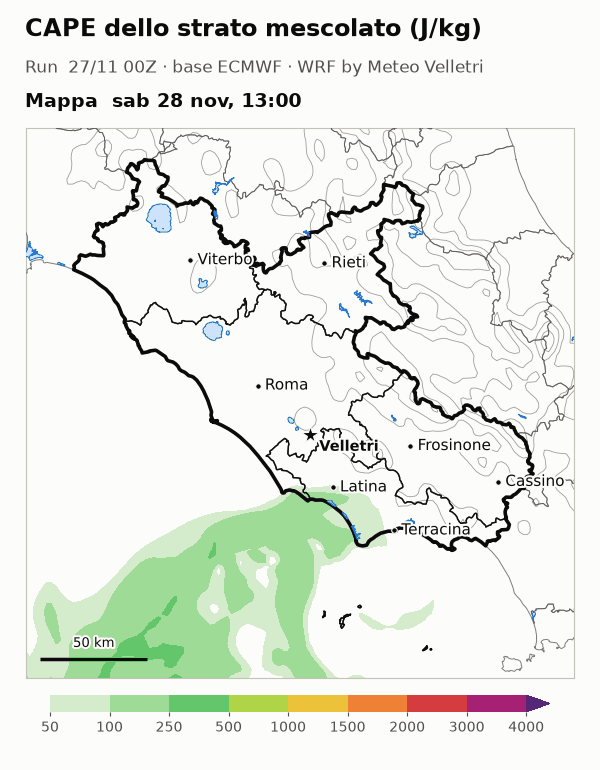 CAPE dello strato mescolato (J/kg)
Run  27/11 00Z · base ECMWF · WRF by Meteo Velletri
Mappa  sab 28 nov, 13:00
Viterbo
Rieti
Roma
Velletri
Frosinone
Latina
Cassino
Terracina
50 km
50 100 250 500 1000 1500 2000 3000 4000